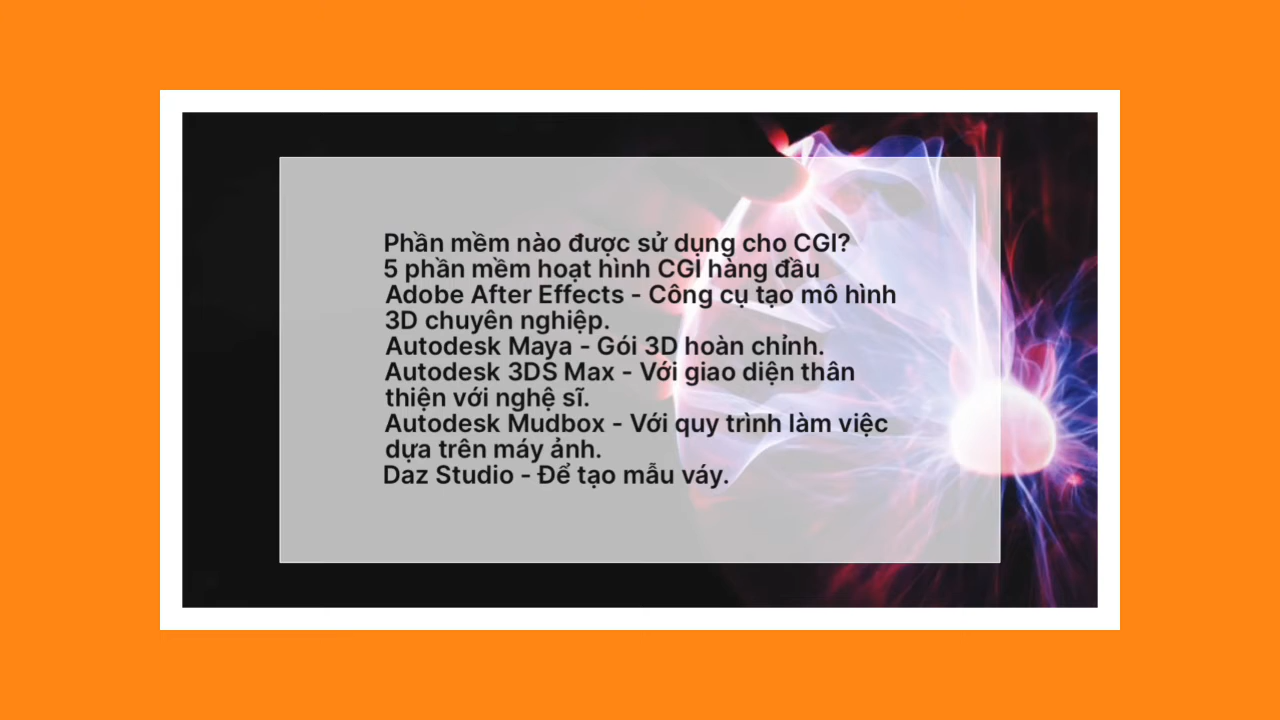 Phần mềm nào được sử dụng cho CGI?
5 phần mềm hoạt hình CGI hàng đầu
Adobe After Effects - Công cụ tạo mô hình
3D chuyên nghiệp.
Autodesk Maya - Gói 3D hoàn chỉnh.
Autodesk 3DS Max - Với giao diện thân
thiện với nghệ sĩ.
Autodesk Mudbox - Với quy trình làm việc
dựa trên máy ảnh.
Daz Studio - Để tạo mẫu váy.